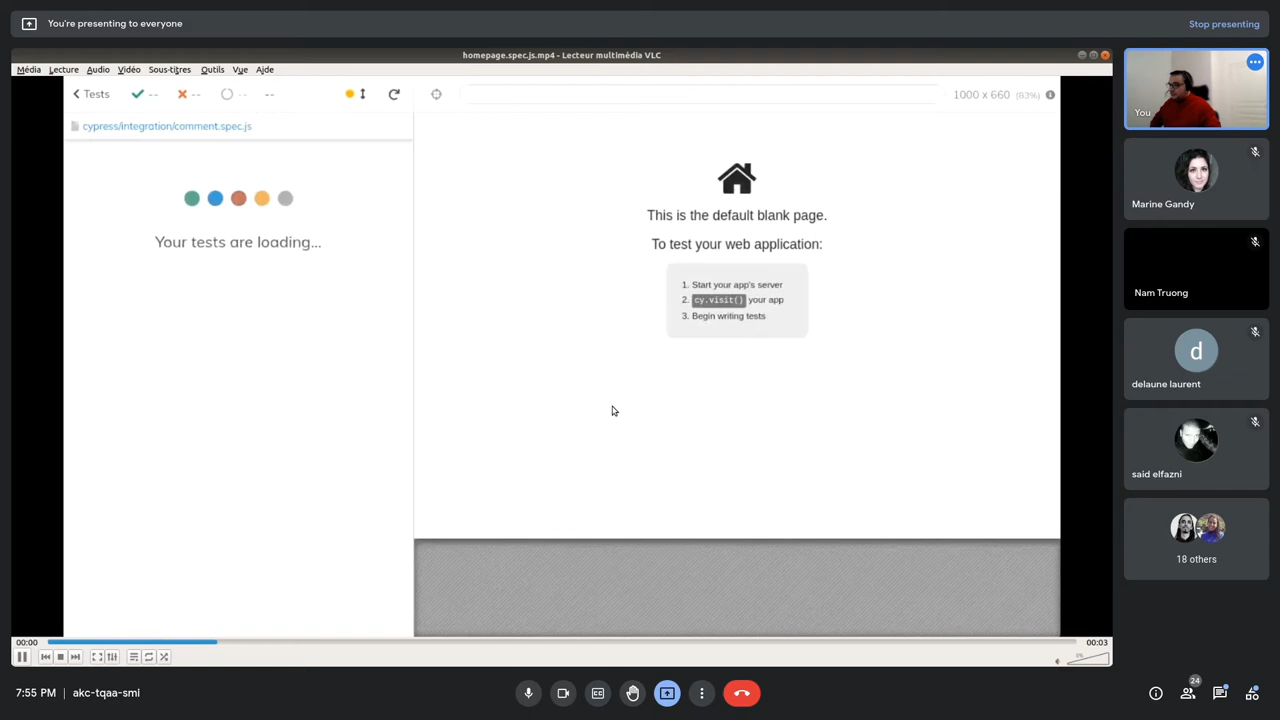 You're presenting to everyone
Stop presenting
homepage.spec.js.mp4 - Lecteur multimédia VLC
Média Lecture Audio Vidéo Sous-titres Outils Vue Aide
Tests -- -- -- --
1000 x 660 (83%)
cypress/integration/comment.spec.js
Your tests are loading...
This is the default blank page.
To test your web application:
1. Start your app's server
2. cy.visit() your app
3. Begin writing tests
00:00
00:03
0%
You
Marine Gandy
Nam Truong
d
delaune laurent
said elfazni
18 others
7:55 PM | akc-tqaa-smi
24